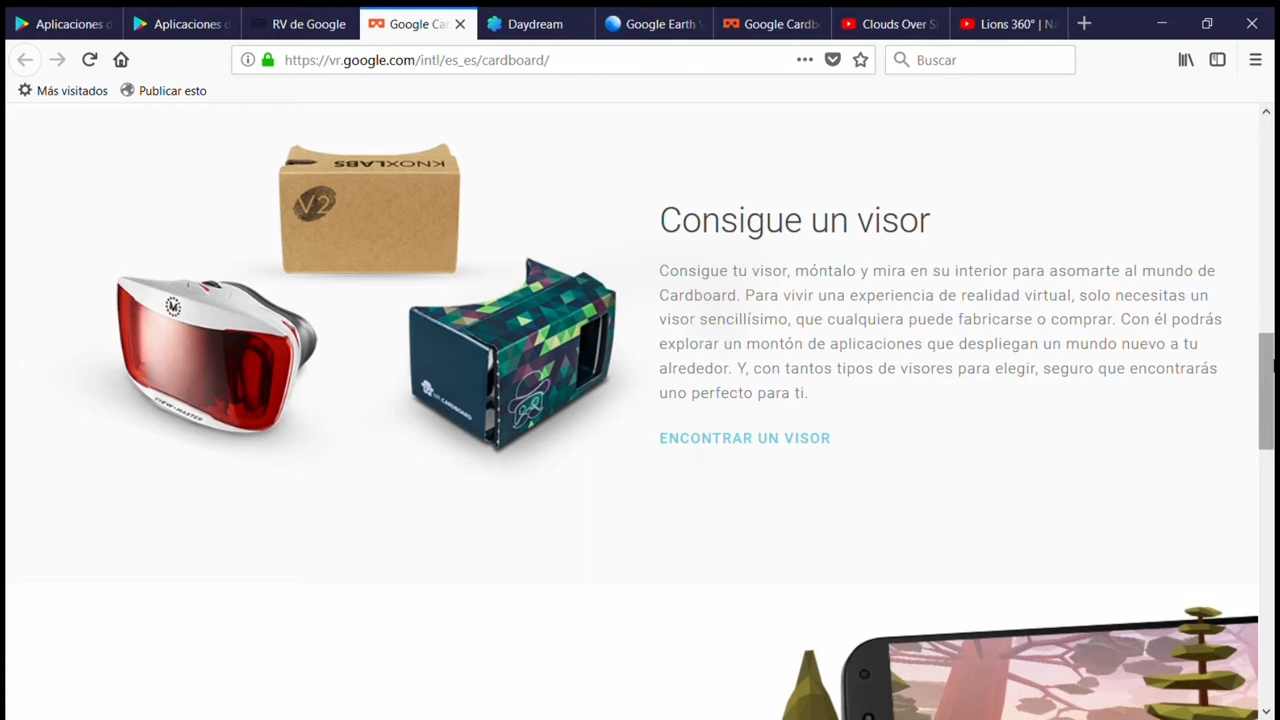 Aplicaciones d
Aplicaciones d
RV de Google
Google Ca
Daydream
Google Earth V
Google Cardb
Clouds Over S
Lions 360° | Na
https://vr.google.com/intl/es_es/cardboard/
Buscar
Más visitados
Publicar esto
KNOXLABS
V2
VIEW-MASTER
MR. CARDBOARD
Consigue un visor
Consigue tu visor, móntalo y mira en su interior para asomarte al mundo de
Cardboard. Para vivir una experiencia de realidad virtual, solo necesitas un
visor sencillísimo, que cualquiera puede fabricarse o comprar. Con él podrás
explorar un montón de aplicaciones que despliegan un mundo nuevo a tu
alrededor. Y, con tantos tipos de visores para elegir, seguro que encontrarás
uno perfecto para ti.
ENCONTRAR UN VISOR